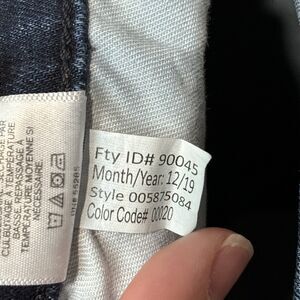 Fty ID# 90045
Month/Year: 12/19
Style 005875084
Color Code# 00020
CULBUTAGE À TEMPÉRATURE
BASSE, REPASSAGE À
TEMPÉRATURE MOYENNE SI
NÉCESSAIRE